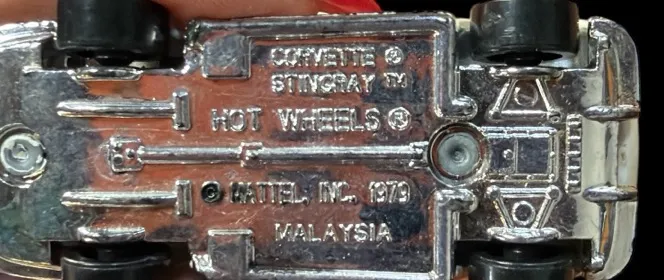 CORVETTE ®
STINGRAY ™
HOT WHEELS ®
© MATTEL, INC. 1979
MALAYSIA